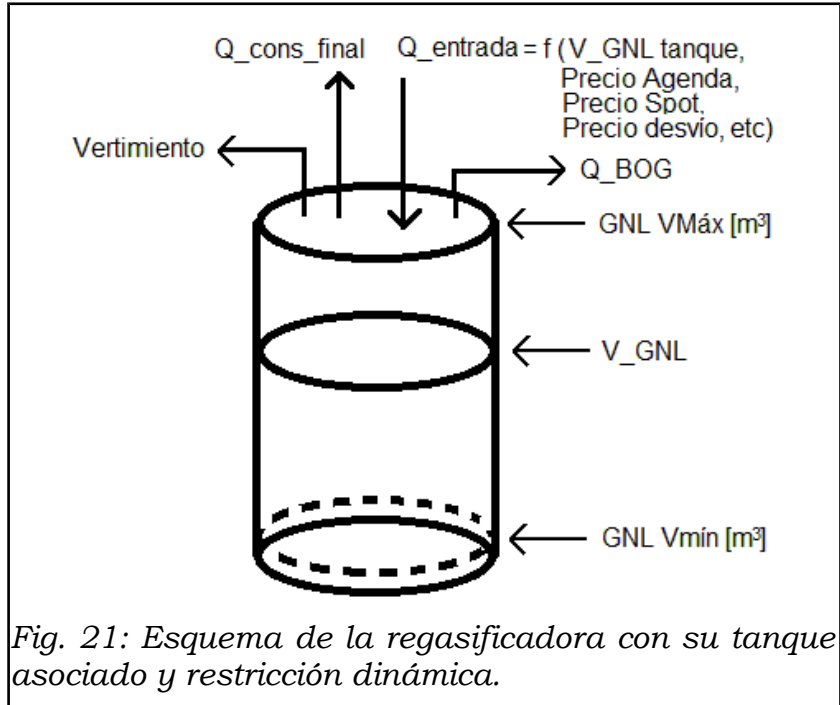 Q_cons_final
Q_entrada = f ( V_GNL tanque,
Precio Agenda,
Precio Spot,
Precio desvío, etc)
Vertimiento
Q_BOG
GNL VMáx [m³]
V_GNL
GNL Vmín [m³]
Fig. 21: Esquema de la regasificadora con su tanque
asociado y restricción dinámica.